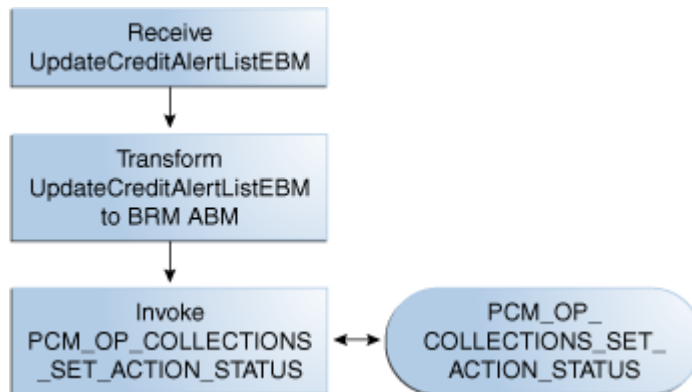 Receive
UpdateCreditAlertListEBM
Transform
UpdateCreditAlertListEBM
to BRM ABM
Invoke
PCM_OP_COLLECTIONS
_SET_ACTION_STATUS
PCM_OP_
COLLECTIONS_SET_
ACTION_STATUS